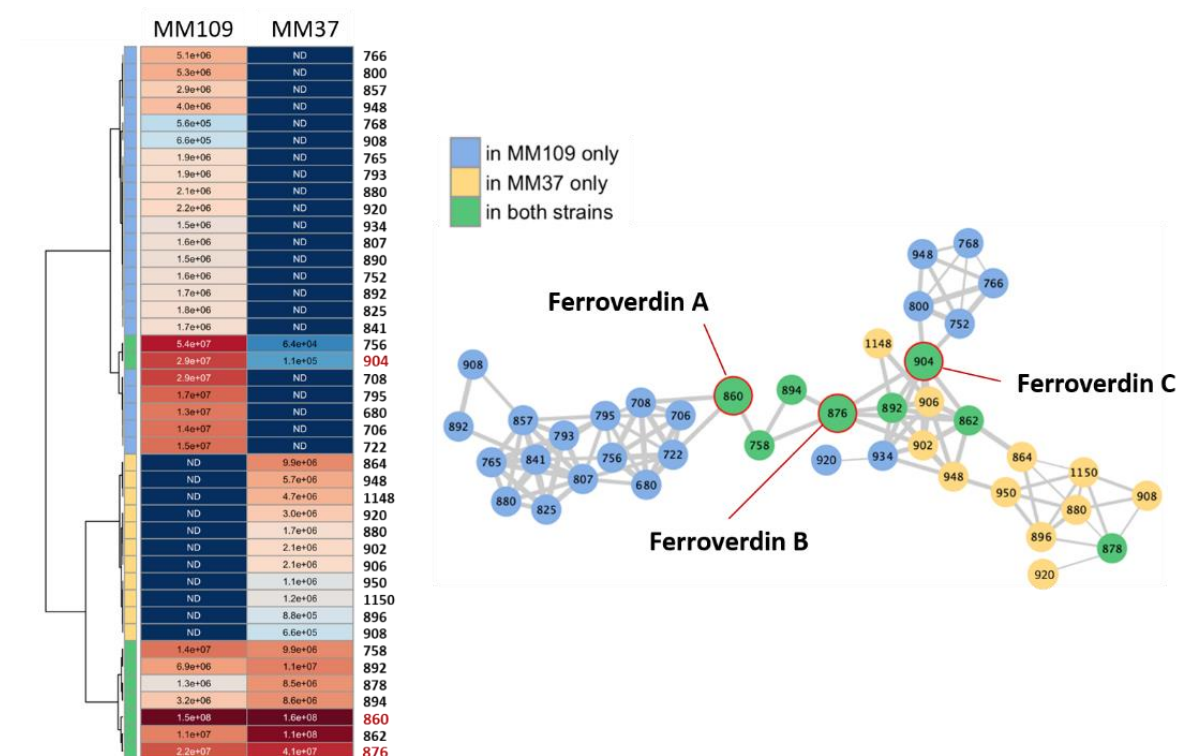 MM109 MM37
5.1e+06 ND 766
5.3e+06 ND 800
2.9e+06 ND 857
4.0e+06 ND 948
5.6e+05 ND 768
6.6e+05 ND 908
1.9e+06 ND 765
1.9e+06 ND 793
2.1e+06 ND 880
2.2e+06 ND 920
1.5e+06 ND 934
1.6e+06 ND 807
1.5e+06 ND 890
1.6e+06 ND 752
1.7e+06 ND 892
1.8e+06 ND 825
1.7e+06 ND 841
5.4e+07 6.4e+04 756
2.9e+07 1.1e+05 904
2.9e+07 ND 708
1.7e+07 ND 795
1.3e+07 ND 680
1.4e+07 ND 706
1.5e+07 ND 722
ND 9.9e+06 864
ND 5.7e+06 948
ND 4.7e+06 1148
ND 3.0e+06 920
ND 1.7e+06 880
ND 2.1e+06 902
ND 2.1e+06 906
ND 1.1e+06 950
ND 1.2e+06 1150
ND 8.8e+05 896
ND 6.6e+05 908
1.4e+07 9.9e+06 758
6.9e+06 1.1e+07 892
1.3e+06 8.5e+06 878
3.2e+06 8.6e+06 894
1.5e+08 1.6e+08 860
1.1e+07 1.1e+08 862
2.2e+07 4.1e+07 876
in MM109 only
in MM37 only
in both strains
Ferroverdin A
Ferroverdin C
Ferroverdin B
948 768
766
800
752
1148
904
908
892
857
793
795
708
706
765
841
756
722
807
680
880
825
860
894
758
876
892
906
862
902
920
934
948
864
1150
950
880
908
896
878
920